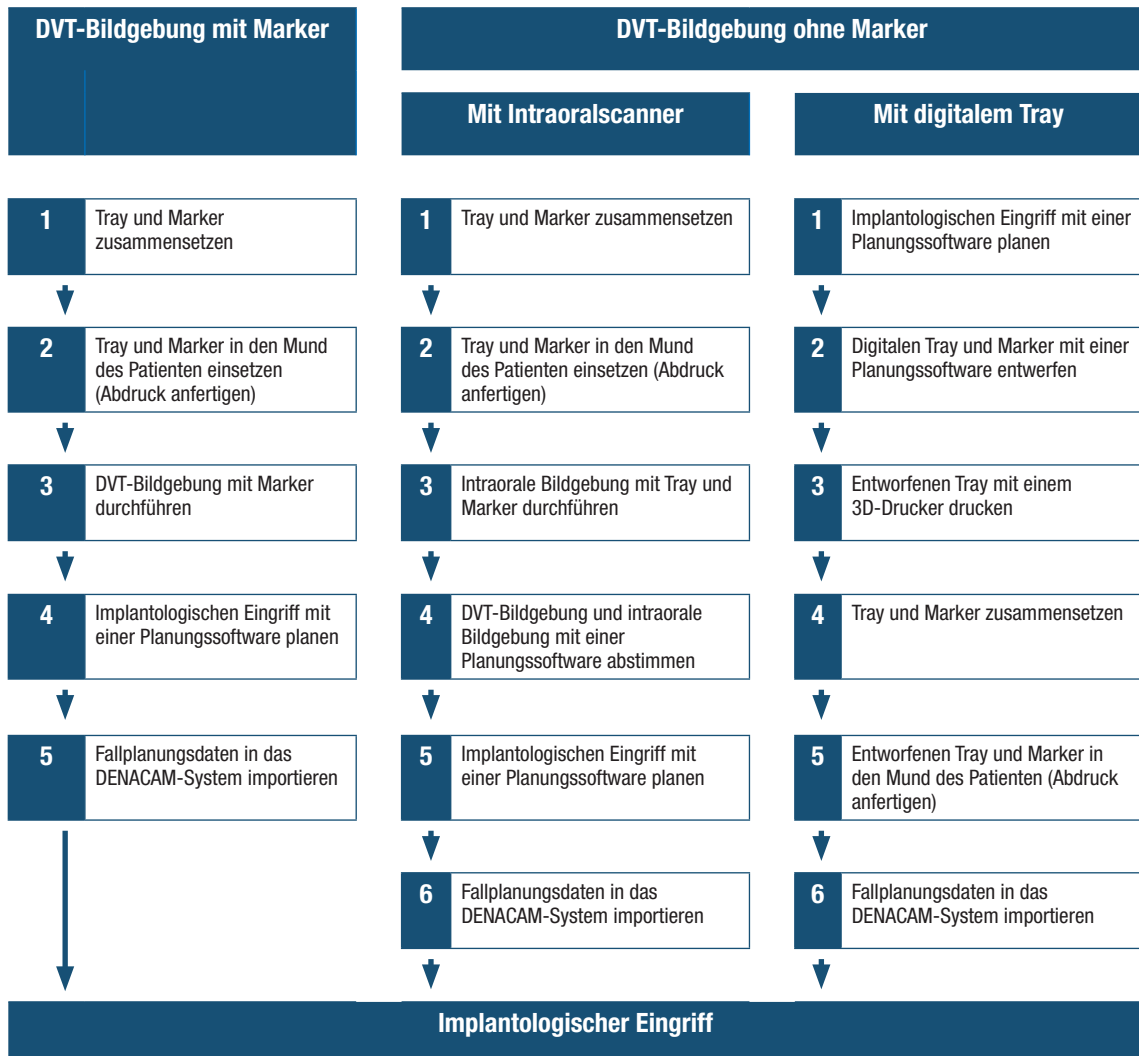 DVT-Bildgebung mit Marker
1
Tray und Marker
zusammensetzen
2
Tray und Marker in den Mund
des Patienten einsetzen
(Abdruck anfertigen)
3
DVT-Bildgebung mit Marker
durchführen
4
Implantologischen Eingriff mit
einer Planungssoftware planen
5
Fallplanungsdaten in das
DENACAM-System importieren
DVT-Bildgebung ohne Marker
Mit Intraoralscanner
1
Tray und Marker zusammensetzen
2
Tray und Marker in den Mund
des Patienten einsetzen (Abdruck
anfertigen)
3
Intraorale Bildgebung mit Tray und
Marker durchführen
4
DVT-Bildgebung und intraorale
Bildgebung mit einer
Planungssoftware abstimmen
5
Implantologischen Eingriff mit
einer Planungssoftware planen
6
Fallplanungsdaten in das
DENACAM-System importieren
Mit digitalem Tray
1
Implantologischen Eingriff mit einer
Planungssoftware planen
2
Digitalen Tray und Marker mit einer
Planungssoftware entwerfen
3
Entworfenen Tray mit einem
3D-Drucker drucken
4
Tray und Marker zusammensetzen
5
Entworfenen Tray und Marker in
den Mund des Patienten (Abdruck
anfertigen)
6
Fallplanungsdaten in das
DENACAM-System importieren
Implantologischer Eingriff